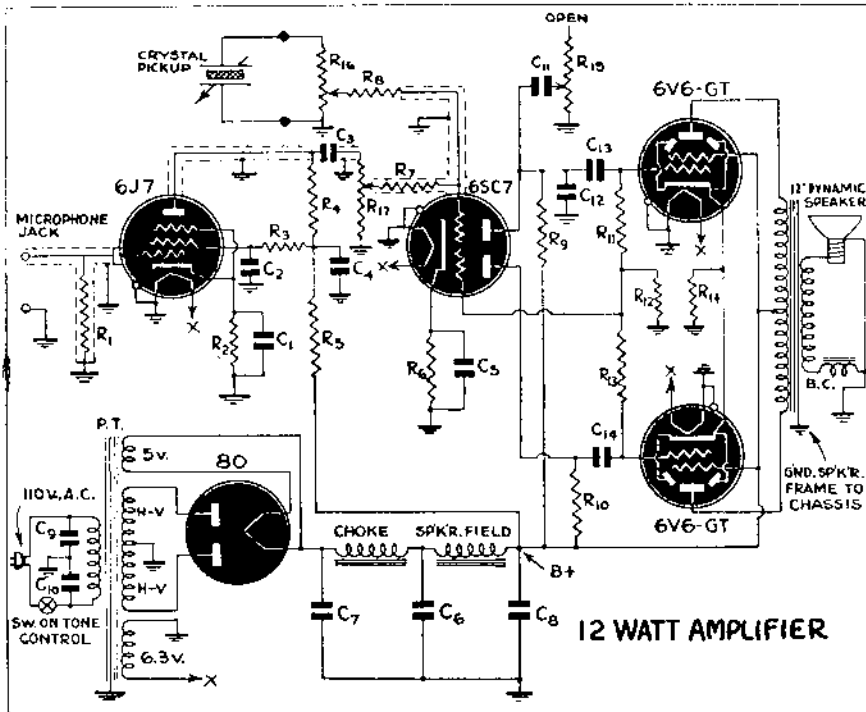 OPEN
CRYSTAL
PICKUP
R16
R8
C11
R15
6V6-GT
C3
C13
6J7
R7
6SC7
C12
12" DYNAMIC
SPEAKER
MICROPHONE
JACK
R4
R17
R9
R11
R3
C2
C4
X
X
X
R12
R14
R1
R2
C1
R5
R6
C5
R13
X
B.C.
P.T.
5v.
80
C14
110V.A.C.
H-V
R10
GND. SP'K'R.
FRAME TO
CHASSIS
6V6-GT
C9
CHOKE
SP'KR. FIELD
C10
H-V
B+
SW. ON TONE
CONTROL
C7
C6
C8
12 WATT AMPLIFIER
6.3v.
X